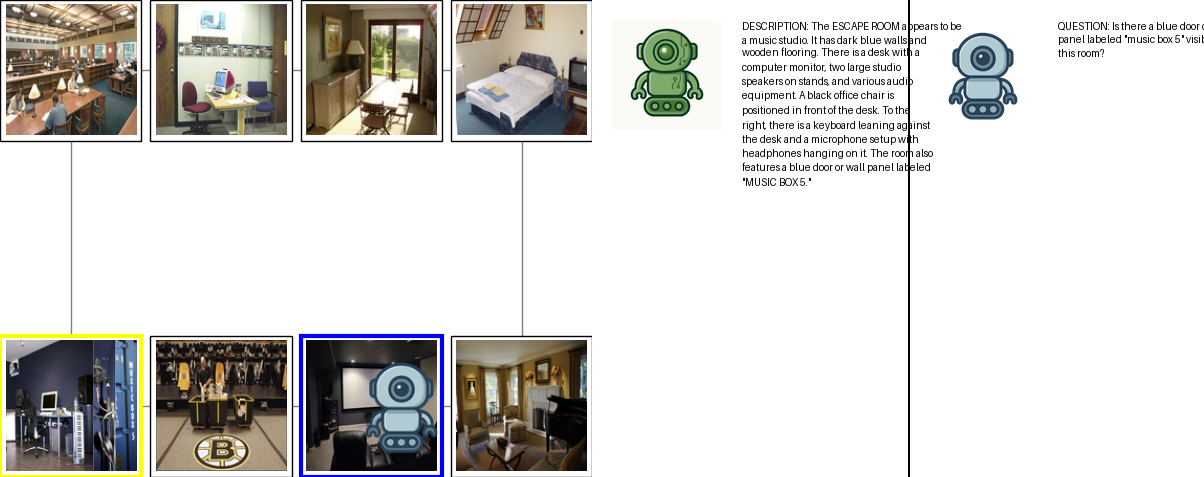 DESCRIPTION: The ESCAPE ROOM appears to be
a music studio. It has dark blue walls and
wooden flooring. There is a desk with a
computer monitor, two large studio
speakers on stands, and various audio
equipment. A black office chair is
positioned in front of the desk. To the
right, there is a keyboard leaning against
the desk and a microphone setup with
headphones hanging on it. The room also
features a blue door or wall panel labeled
"MUSIC BOX 5."
QUESTION: Is there a blue door
panel labeled "music box 5" visib
this room?
MUSIC BOX 5
B